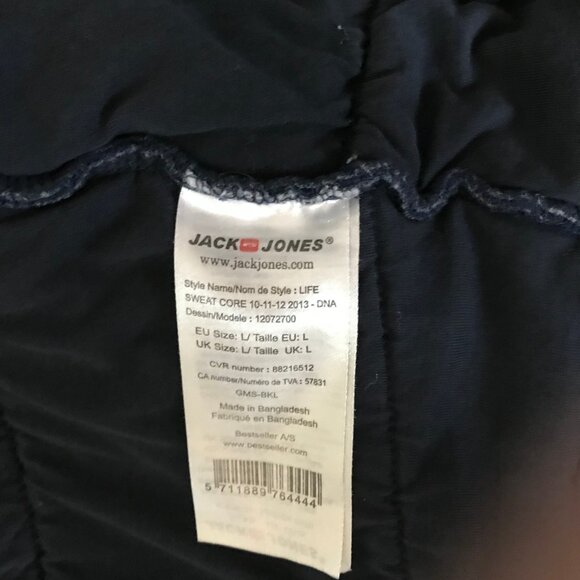 JACK JONES®
www.jackjones.com
Style Name/Nom de Style : LIFE
SWEAT CORE 10-11-12 2013 - DNA
Dessin/Modele : 12072700
EU Size: L/ Taille EU: L
UK Size: L/ Taille UK: L
CVR number : 88216512
CA number/Numéro de TVA : 57831
GMS-BKL
Made in Bangladesh
Fabriqué en Bangladesh
Bestseller A/S
www.bestseller.com
5 711889 764444